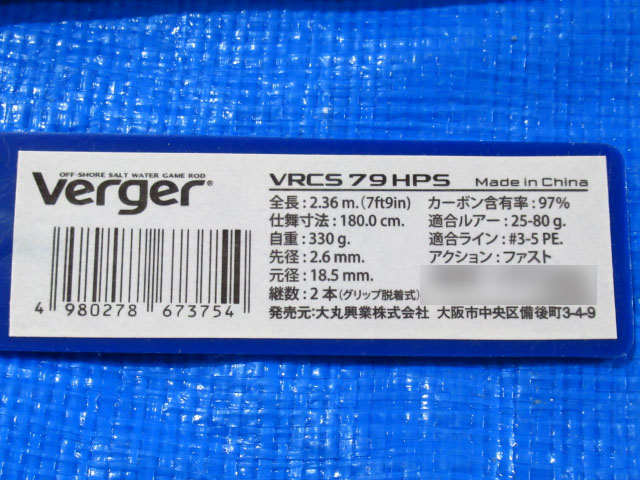 OFF SHORE SALT WATER GAME ROD
Verger®
4 980278 673754
VRCS 79 HPS Made in China
全長 : 2.36 m. (7ft9in) カーボン含有率 : 97%
仕舞寸法 : 180.0 cm. 適合ルアー : 25-80 g.
自重 : 330 g. 適合ライン : #3-5 PE.
先径 : 2.6 mm. アクション : ファスト
元径 : 18.5 mm.
継数 : 2 本 (グリップ脱着式)
発売元:大丸興業株式会社 大阪市中央区備後町3-4-9